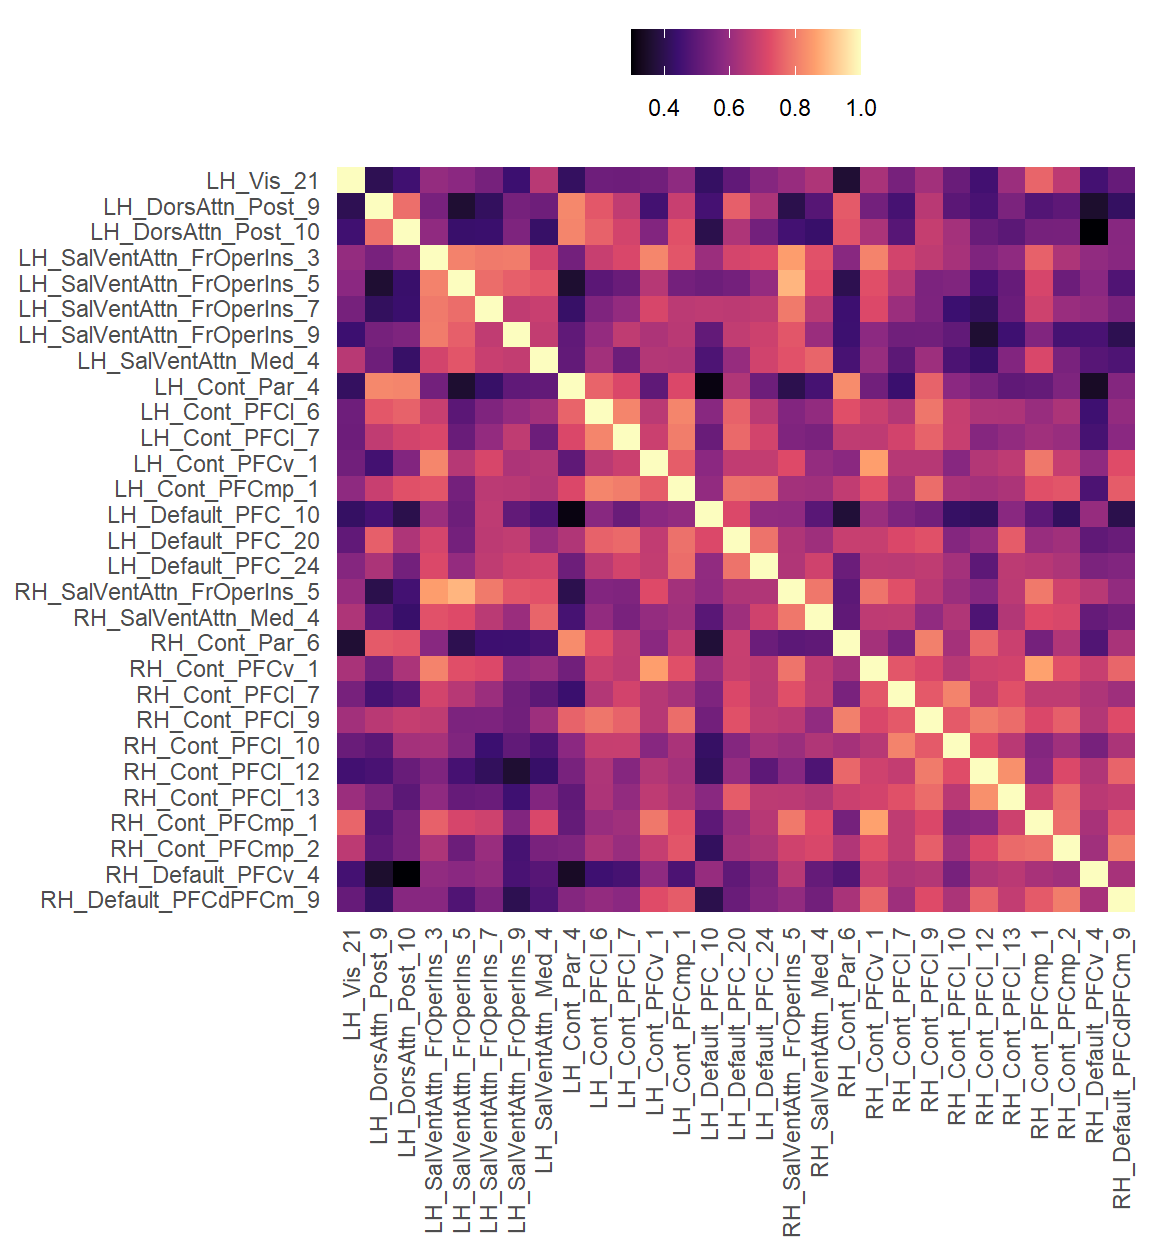 0.4 0.6 0.8 1.0
LH_Vis_21
LH_DorsAttn_Post_9
LH_DorsAttn_Post_10
LH_SalVentAttn_FrOperIns_3
LH_SalVentAttn_FrOperIns_5
LH_SalVentAttn_FrOperIns_7
LH_SalVentAttn_FrOperIns_9
LH_SalVentAttn_Med_4
LH_Cont_Par_4
LH_Cont_PFCl_6
LH_Cont_PFCl_7
LH_Cont_PFCv_1
LH_Cont_PFCmp_1
LH_Default_PFC_10
LH_Default_PFC_20
LH_Default_PFC_24
RH_SalVentAttn_FrOperIns_5
RH_SalVentAttn_Med_4
RH_Cont_Par_6
RH_Cont_PFCv_1
RH_Cont_PFCl_7
RH_Cont_PFCl_9
RH_Cont_PFCl_10
RH_Cont_PFCl_12
RH_Cont_PFCl_13
RH_Cont_PFCmp_1
RH_Cont_PFCmp_2
RH_Default_PFCv_4
RH_Default_PFCdPFCm_9
LH_Vis_21
LH_DorsAttn_Post_9
LH_DorsAttn_Post_10
LH_SalVentAttn_FrOperIns_3
LH_SalVentAttn_FrOperIns_5
LH_SalVentAttn_FrOperIns_7
LH_SalVentAttn_FrOperIns_9
LH_SalVentAttn_Med_4
LH_Cont_Par_4
LH_Cont_PFCl_6
LH_Cont_PFCl_7
LH_Cont_PFCv_1
LH_Cont_PFCmp_1
LH_Default_PFC_10
LH_Default_PFC_20
LH_Default_PFC_24
RH_SalVentAttn_FrOperIns_5
RH_SalVentAttn_Med_4
RH_Cont_Par_6
RH_Cont_PFCv_1
RH_Cont_PFCl_7
RH_Cont_PFCl_9
RH_Cont_PFCl_10
RH_Cont_PFCl_12
RH_Cont_PFCl_13
RH_Cont_PFCmp_1
RH_Cont_PFCmp_2
RH_Default_PFCv_4
RH_Default_PFCdPFCm_9